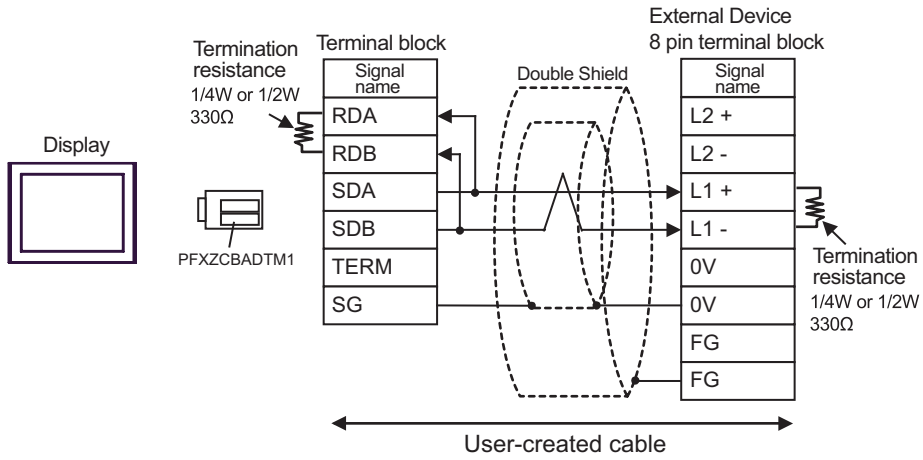 External Device
8 pin terminal block
Termination
resistance
1/4W or 1/2W
330Ω
Terminal block
Signal
name
RDA
RDB
SDA
SDB
TERM
SG
Double Shield
Signal
name
L2 +
L2 -
L1 +
L1 -
0V
0V
FG
FG
Display
PFXZCBADTM1
Termination
resistance
1/4W or 1/2W
330Ω
User-created cable